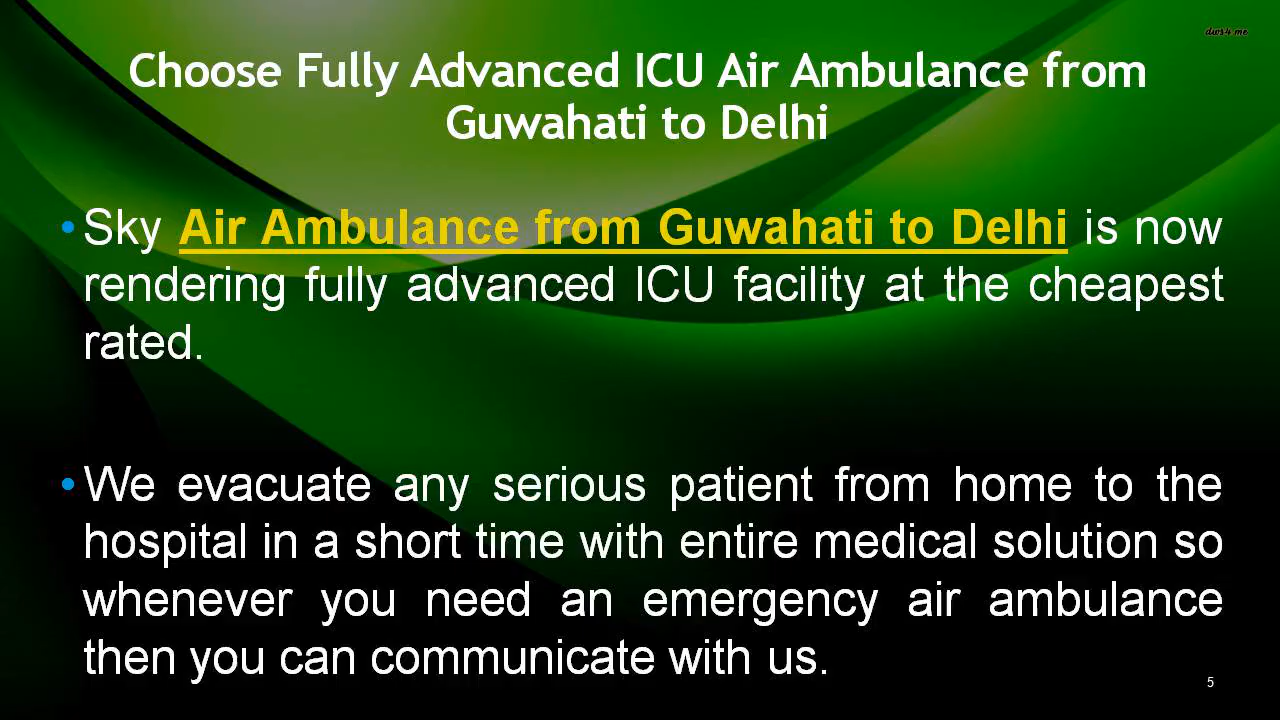 dws4.me
Choose Fully Advanced ICU Air Ambulance from
Guwahati to Delhi
• Sky Air Ambulance from Guwahati to Delhi is now
rendering fully advanced ICU facility at the cheapest
rated.
• We evacuate any serious patient from home to the
hospital in a short time with entire medical solution so
whenever you need an emergency air ambulance
then you can communicate with us.
5